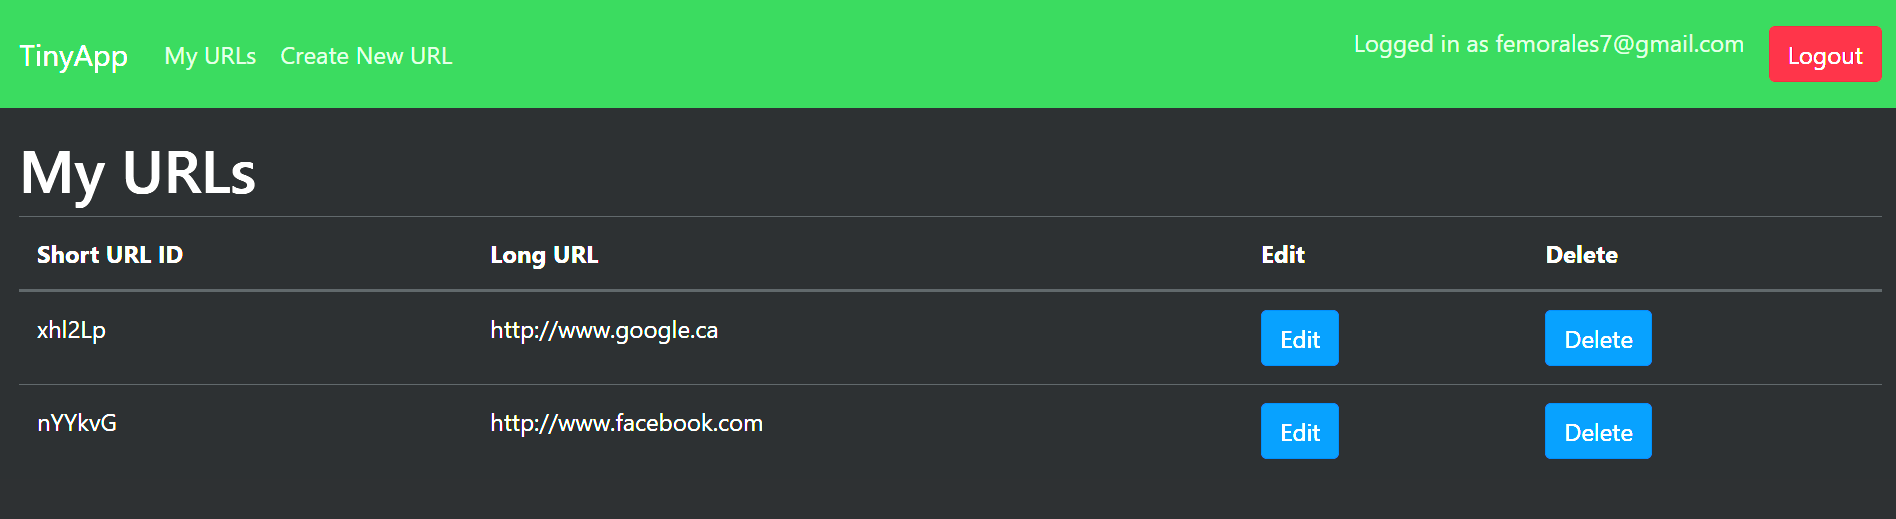 TinyApp My URLs Create New URL Logged in as femorales7@gmail.com Logout
My URLs
Short URL ID Long URL Edit Delete
xhl2Lp http://www.google.ca Edit Delete
nYYkvG http://www.facebook.com Edit Delete